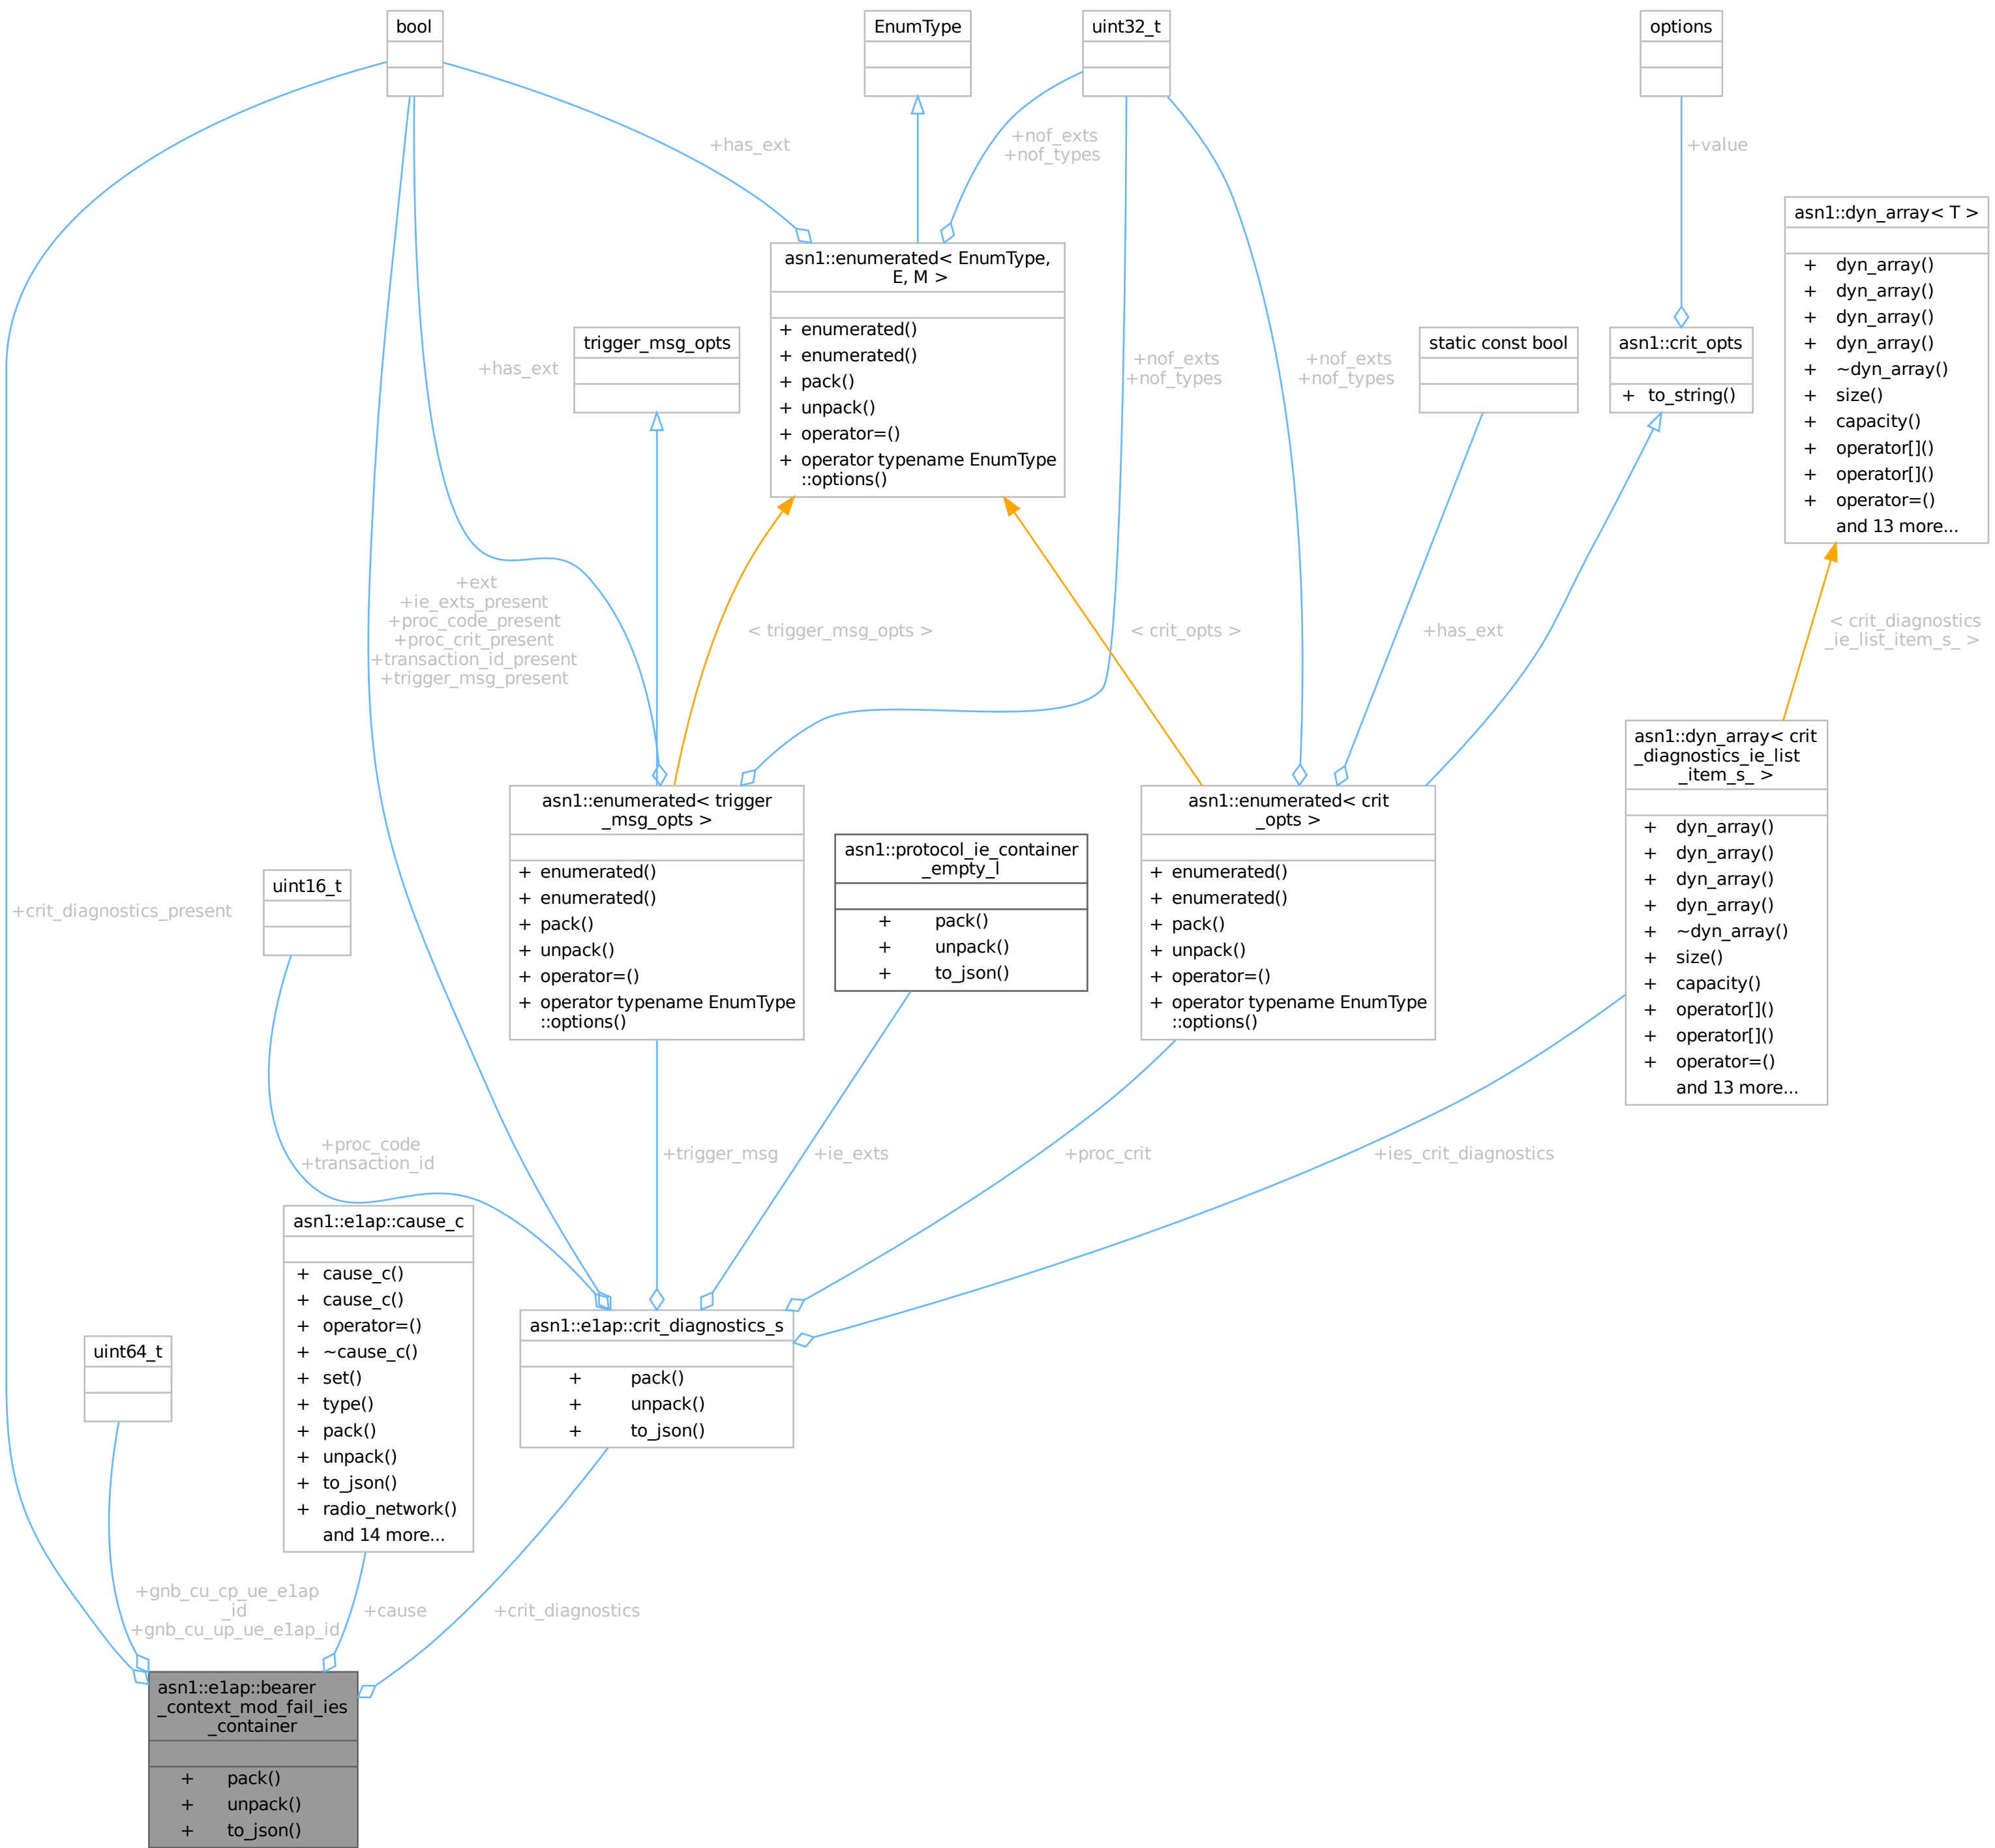 bool
EnumType
uint32_t
options
+has_ext
+nof_exts
+nof_types
+value
asn1::dyn_array< T >
+ dyn_array()
+ dyn_array()
+ dyn_array()
+ dyn_array()
+ ~dyn_array()
+ size()
+ capacity()
+ operator[]()
+ operator[]()
+ operator=()
and 13 more...
asn1::enumerated< EnumType,
E, M >
+ enumerated()
+ enumerated()
+ pack()
+ unpack()
+ operator=()
+ operator typename EnumType
::options()
trigger_msg_opts
static const bool
asn1::crit_opts
+ to_string()
+has_ext
+nof_exts
+nof_types
+nof_exts
+nof_types
+ext
+ie_exts_present
+proc_code_present
+proc_crit_present
+transaction_id_present
+trigger_msg_present
< trigger_msg_opts >
< crit_opts >
+has_ext
< crit_diagnostics
_ie_list_item_s_ >
asn1::dyn_array< crit
_diagnostics_ie_list
_item_s_ >
+ dyn_array()
+ dyn_array()
+ dyn_array()
+ dyn_array()
+ ~dyn_array()
+ size()
+ capacity()
+ operator[]()
+ operator[]()
+ operator=()
and 13 more...
asn1::enumerated< trigger
_msg_opts >
+ enumerated()
+ enumerated()
+ pack()
+ unpack()
+ operator=()
+ operator typename EnumType
::options()
asn1::protocol_ie_container
_empty_l
+ pack()
+ unpack()
+ to_json()
asn1::enumerated< crit
_opts >
+ enumerated()
+ enumerated()
+ pack()
+ unpack()
+ operator=()
+ operator typename EnumType
::options()
uint16_t
+crit_diagnostics_present
+proc_code
+transaction_id
+trigger_msg
+ie_exts
+proc_crit
+ies_crit_diagnostics
asn1::e1ap::cause_c
+ cause_c()
+ cause_c()
+ operator=()
+ ~cause_c()
+ set()
+ type()
+ pack()
+ unpack()
+ to_json()
+ radio_network()
and 14 more...
asn1::e1ap::crit_diagnostics_s
+ pack()
+ unpack()
+ to_json()
uint64_t
+gnb_cu_cp_ue_e1ap
_id
+gnb_cu_up_ue_e1ap_id
+cause
+crit_diagnostics
asn1::e1ap::bearer
_context_mod_fail_ies
_container
+ pack()
+ unpack()
+ to_json()